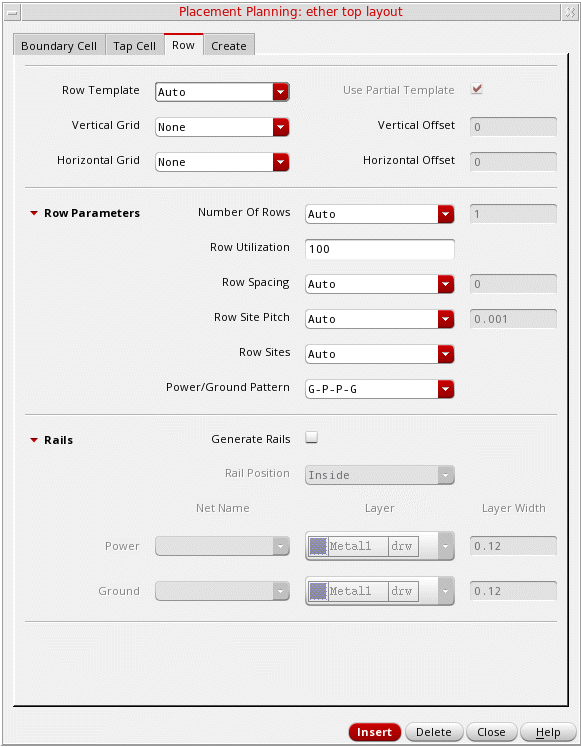 Placement Planning: ether top layout
Boundary Cell Tap Cell Row Create
Row Template Auto Use Partial Template
Vertical Grid None Vertical Offset 0
Horizontal Grid None Horizontal Offset 0
Row Parameters Number Of Rows Auto 1
Row Utilization 100
Row Spacing Auto 0
Row Site Pitch Auto 0.001
Row Sites Auto
Power/Ground Pattern G-P-P-G
Rails Generate Rails
Rail Position Inside
Net Name Layer Layer Width
Power Metal1 drw 0.12
Ground Metal1 drw 0.12
Insert Delete Close Help